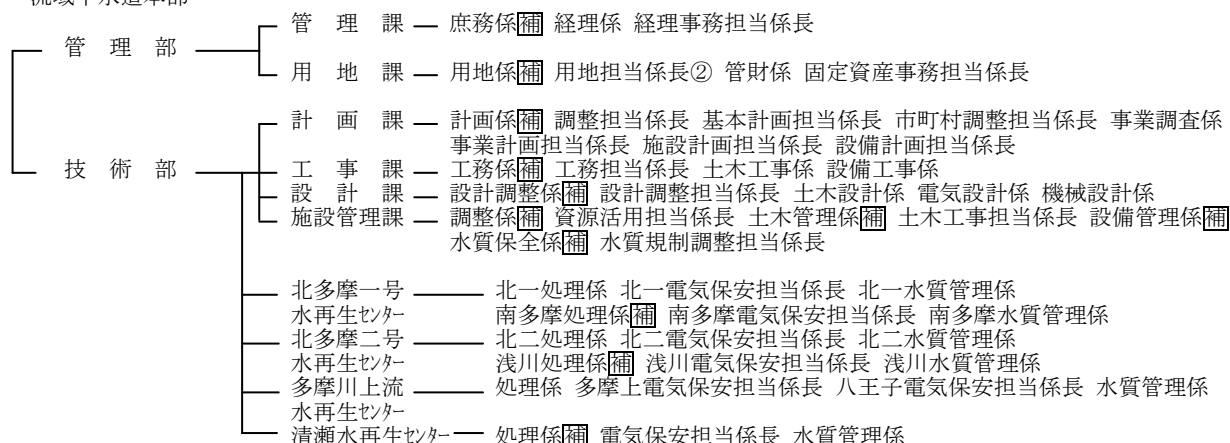 管理課 庶務係補 経理係 経理事務担当係長
管理部
用地課 用地係補 用地担当係長② 管財係 固定資産事務担当係長
計画課 計画係補 調整担当係長 基本計画担当係長 市町村調整担当係長 事業調査係
事業計画担当係長 施設計画担当係長 設備計画担当係長
技術部 工事課 工務係補 工務担当係長 土木工事係 設備工事係
設計課 設計調整係補 設計調整担当係長 土木設計係 電気設計係 機械設計係
施設管理課 調整係補 資源活用担当係長 土木管理係補 土木工事担当係長 設備管理係補
水質保全係補 水質規制調整担当係長
北多摩一号 北一処理係 北一電気保安担当係長 北一水質管理係
水再生ｾﾝﾀｰ 南多摩処理係補 南多摩電気保安担当係長 南多摩水質管理係
北多摩二号 北二処理係 北二電気保安担当係長 北二水質管理係
水再生ｾﾝﾀｰ 浅川処理係補 浅川電気保安担当係長 浅川水質管理係
多摩川上流 処理係 多摩上電気保安担当係長 八王子電気保安担当係長 水質管理係
水再生ｾﾝﾀｰ
清瀬水再生ｾﾝﾀｰ 処理係補 電気保安担当係長 水質管理係